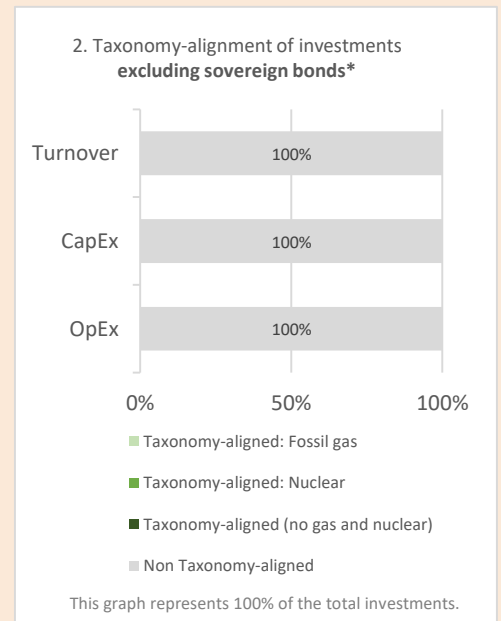 2. Taxonomy-alignment of investments
excluding sovereign bonds*
Turnover
100%
CapEx
100%
OpEx
100%
0%
50%
100%
Taxonomy-aligned: Fossil gas
Taxonomy-aligned: Nuclear
Taxonomy-aligned (no gas and nuclear)
Non Taxonomy-aligned
This graph represents 100% of the total investments.